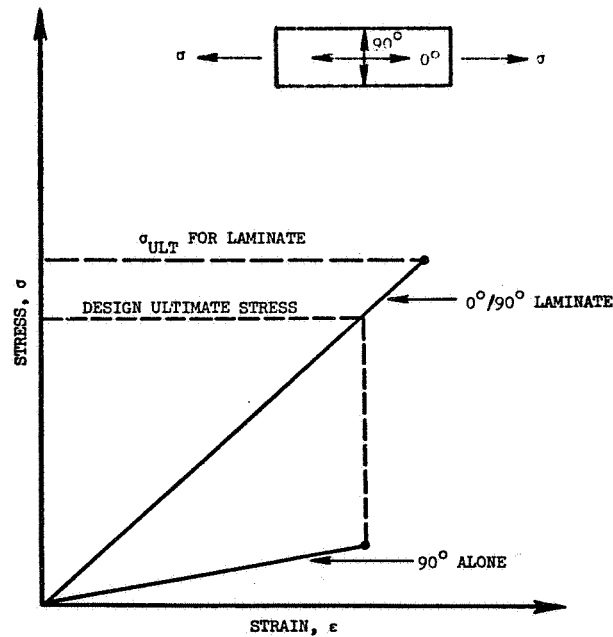 σ 90° 0° σ
σULT FOR LAMINATE
DESIGN ULTIMATE STRESS
0°/90° LAMINATE
STRESS, σ
90° ALONE
STRAIN, ε